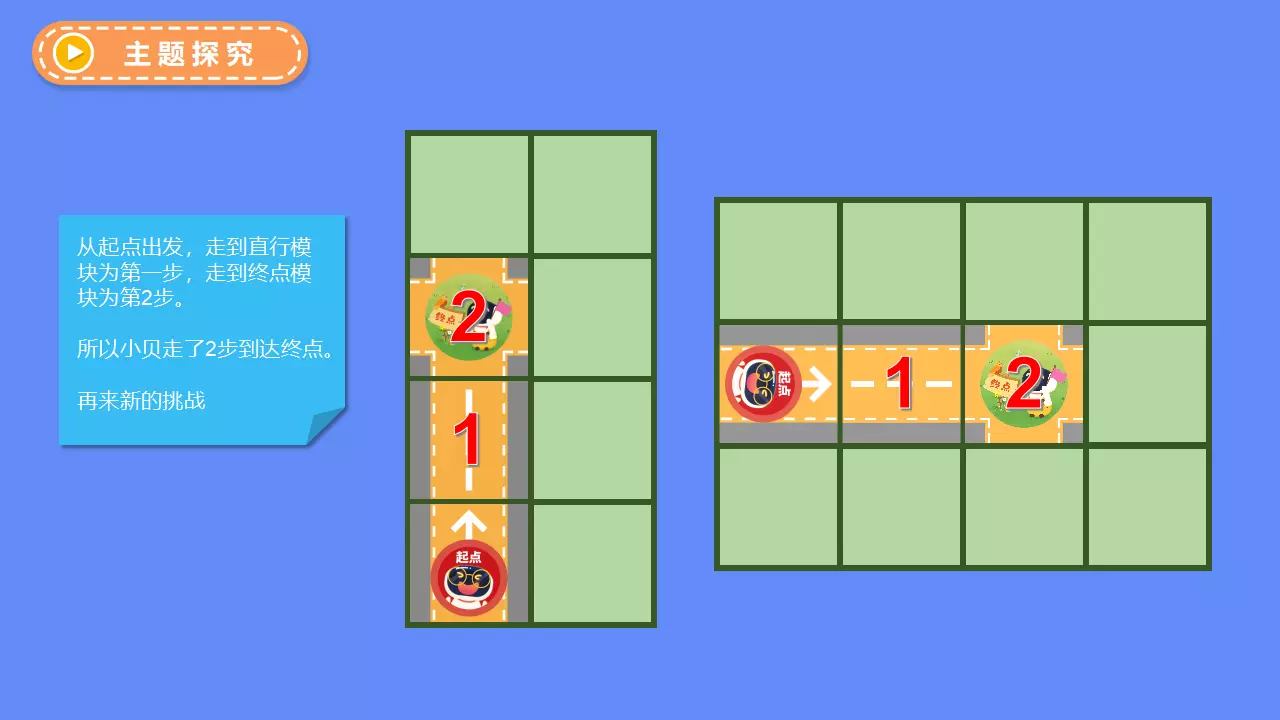 主题探究
从起点出发，走到直行模
块为第一步，走到终点模
块为第2步。
所以小贝走了2步到达终点。
再来新的挑战
2
终点
1
起点
起点
1
2
终点